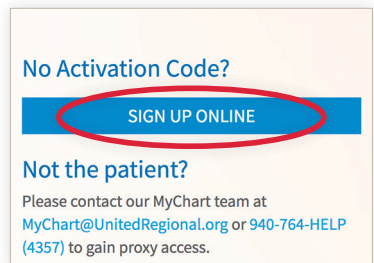 No Activation Code?
SIGN UP ONLINE
Not the patient?
Please contact our MyChart team at
MyChart@UnitedRegional.org or 940-764-HELP
(4357) to gain proxy access.